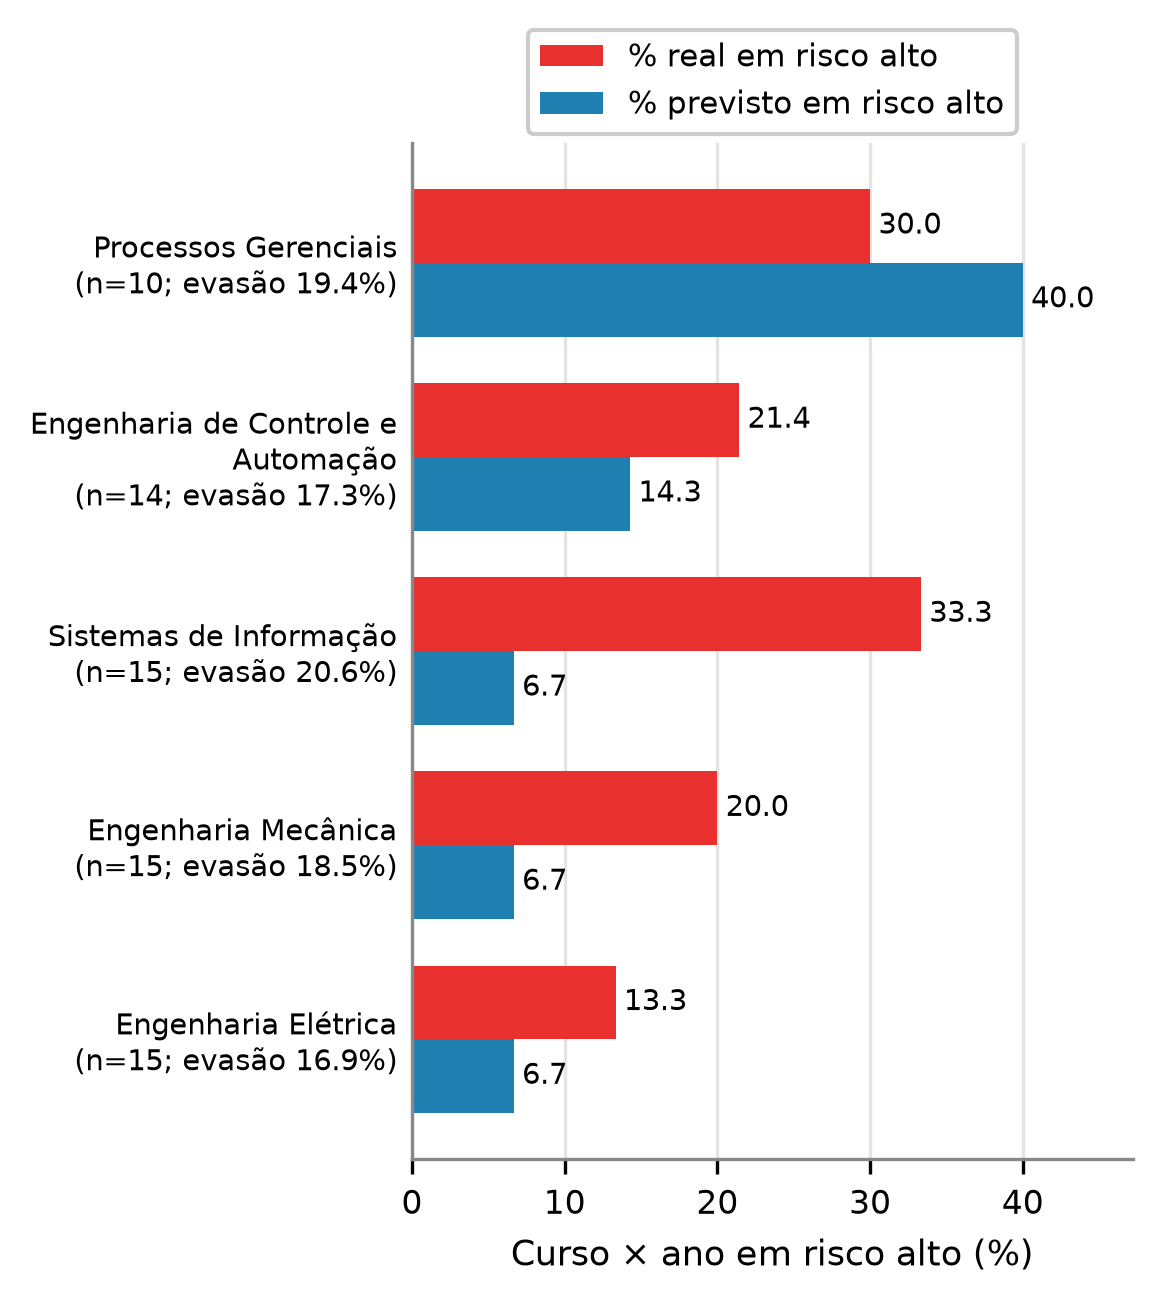 % real em risco alto
% previsto em risco alto
Processos Gerenciais
(n=10; evasão 19.4%)
30.0
40.0
Engenharia de Controle e
Automação
(n=14; evasão 17.3%)
21.4
14.3
Sistemas de Informação
(n=15; evasão 20.6%)
33.3
6.7
Engenharia Mecânica
(n=15; evasão 18.5%)
20.0
6.7
Engenharia Elétrica
(n=15; evasão 16.9%)
13.3
6.7
0 10 20 30 40
Curso × ano em risco alto (%)